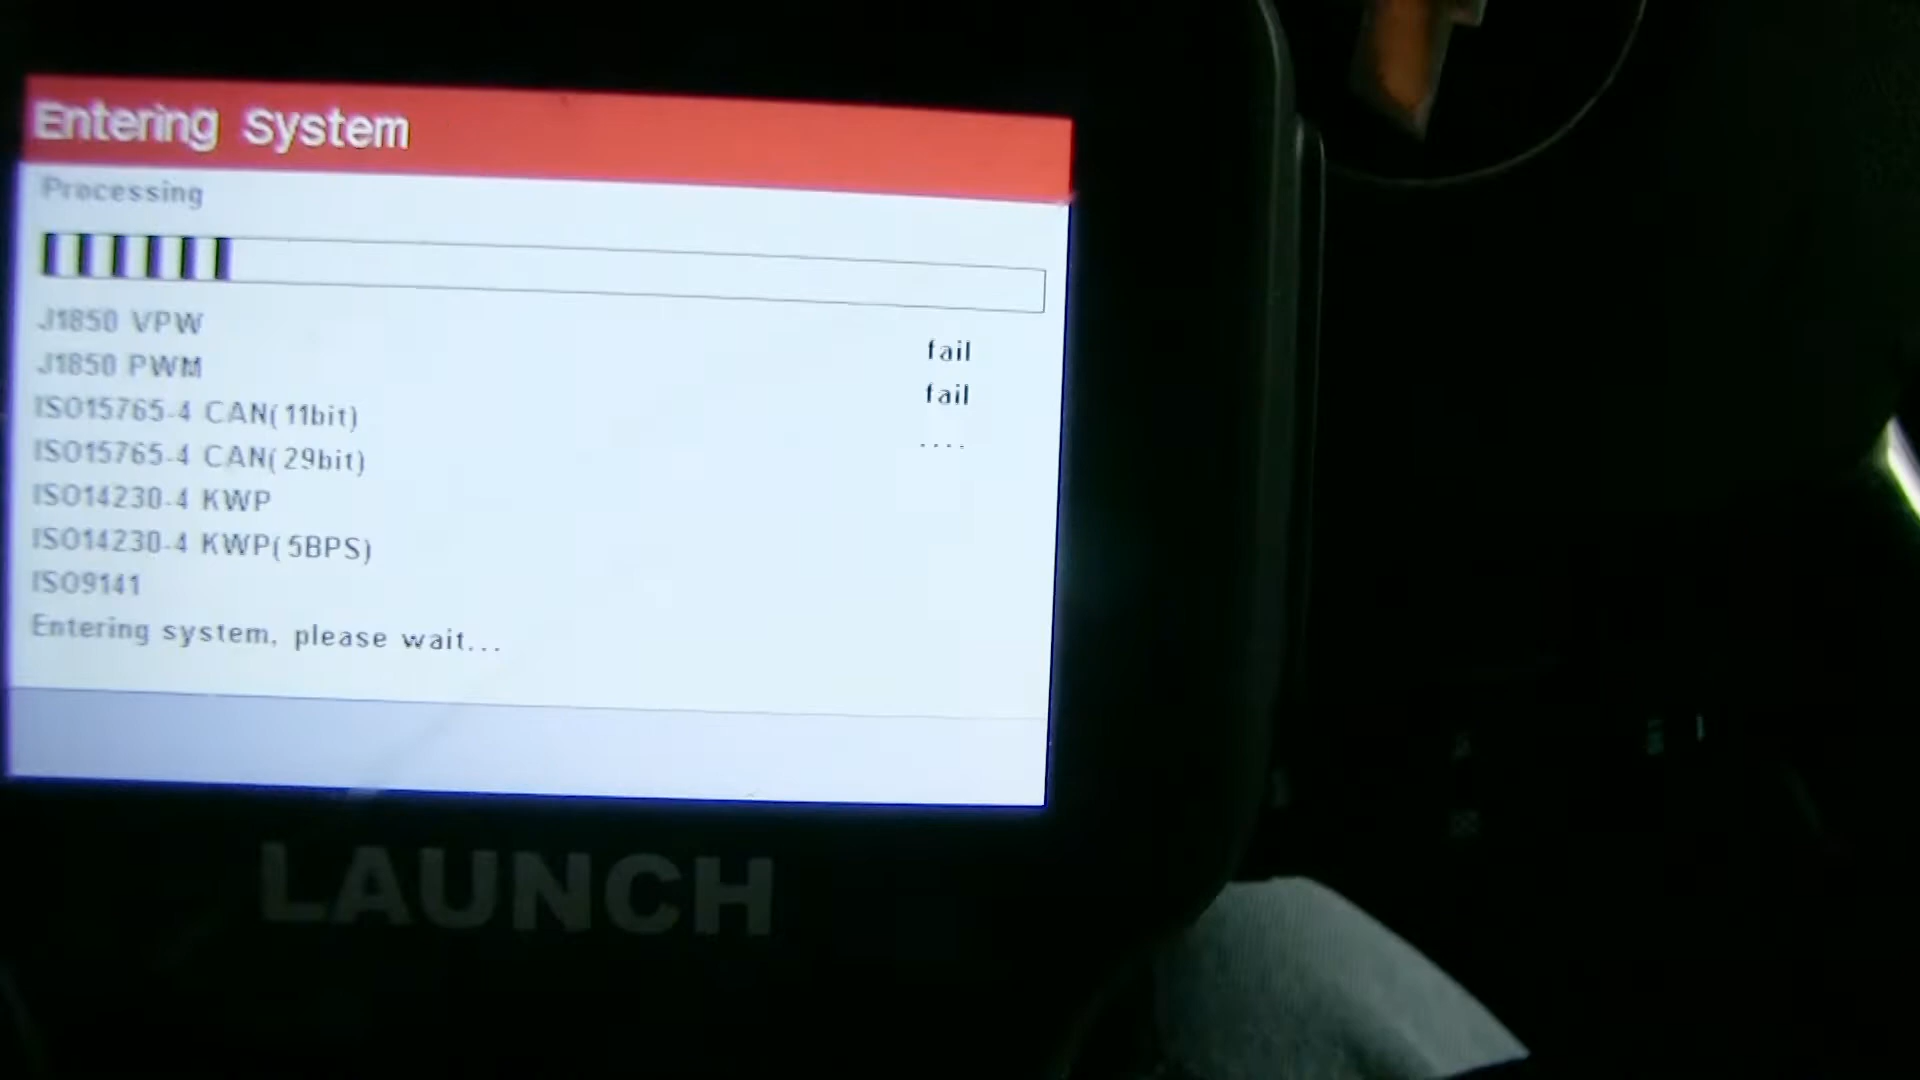 Entering System
Processing
J1850 VPW fail
J1850 PWM fail
ISO15765-4 CAN(11bit) ....
ISO15765-4 CAN(29bit)
ISO14230-4 KWP
ISO14230-4 KWP(5BPS)
ISO9141
Entering system, please wait...
LAUNCH